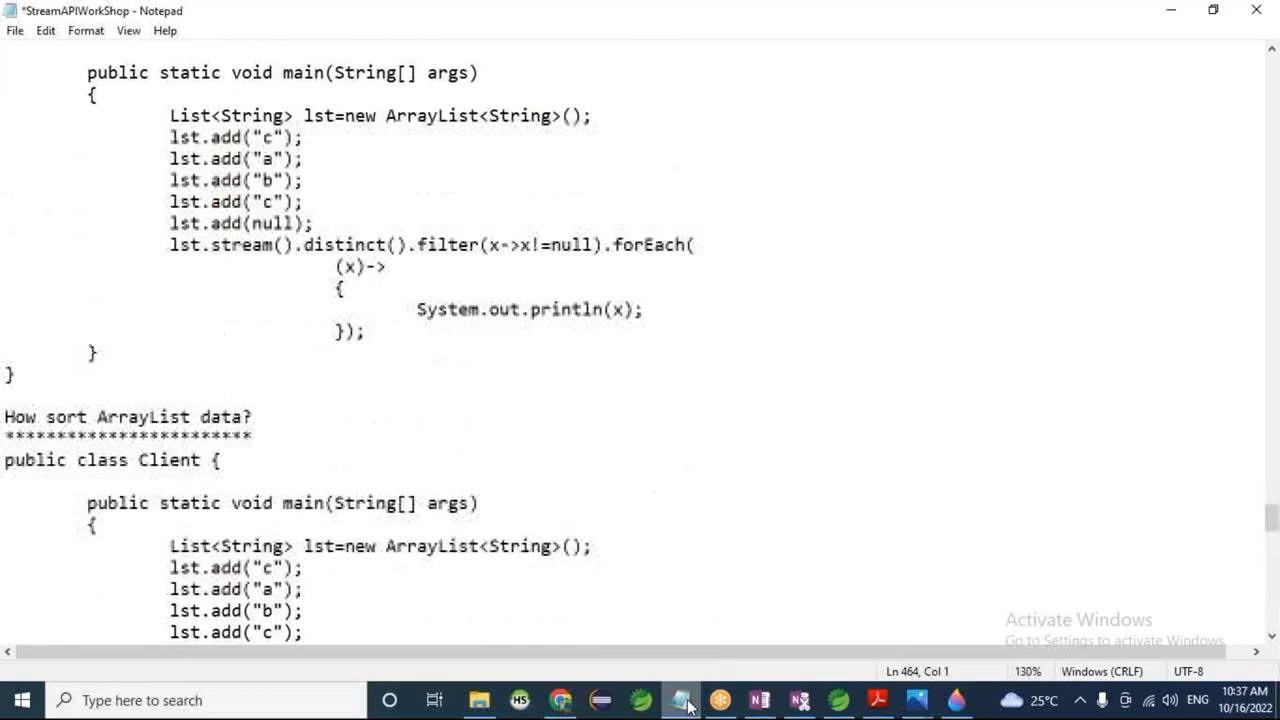 *StreamAPIWorkShop - Notepad
File Edit Format View Help
public static void main(String[] args)
{
List<String> lst=new ArrayList<String>();
lst.add("c");
lst.add("a");
lst.add("b");
lst.add("c");
lst.add(null);
lst.stream().distinct().filter(x->x!=null).forEach(
(x)->
{
System.out.println(x);
});
}
}
How sort ArrayList data?
************************
public class Client {
public static void main(String[] args)
{
List<String> lst=new ArrayList<String>();
lst.add("c");
lst.add("a");
lst.add("b");
lst.add("c");
Activate Windows
Go to Settings to activate Windows.
Ln 464, Col 1 130% Windows (CRLF) UTF-8
Type here to search
HS
25°C
ENG
10:37 AM
10/16/2022